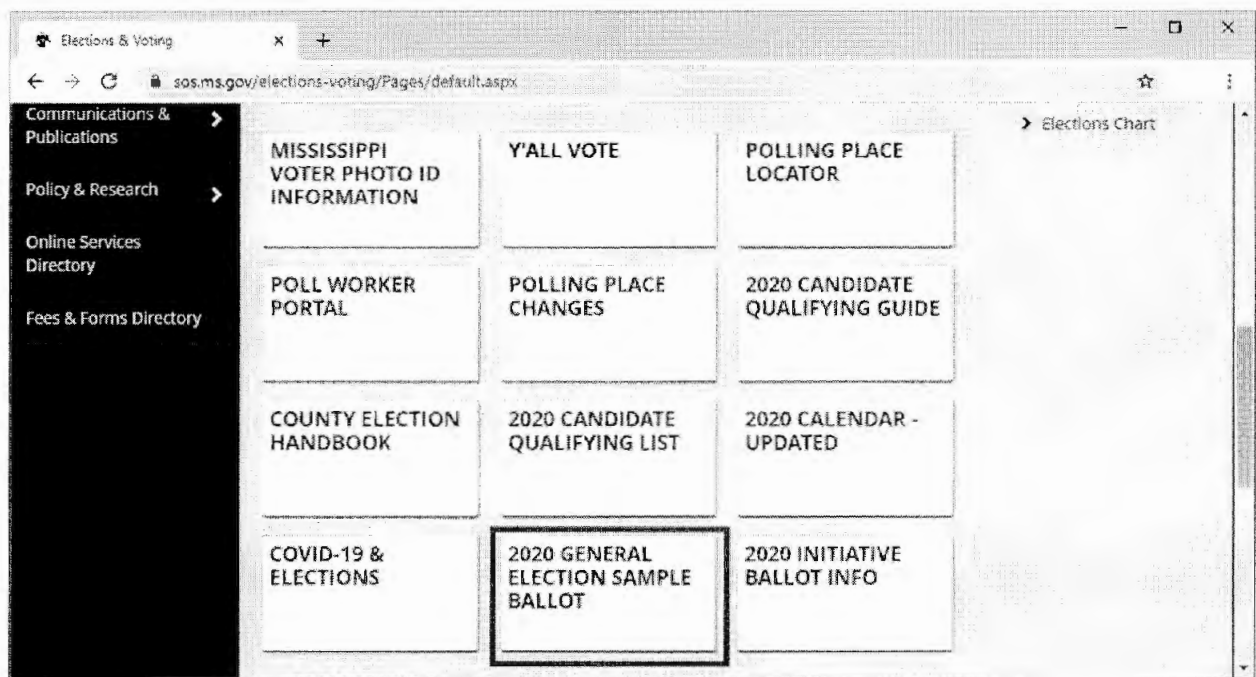 Elections & Voting
sos.ms.gov/elections-voting/Pages/default.aspx
Communications &
Publications
Policy & Research
Online Services
Directory
Fees & Forms Directory
MISSISSIPPI
VOTER PHOTO ID
INFORMATION
Y'ALL VOTE
POLLING PLACE
LOCATOR
POLL WORKER
PORTAL
POLLING PLACE
CHANGES
2020 CANDIDATE
QUALIFYING GUIDE
COUNTY ELECTION
HANDBOOK
2020 CANDIDATE
QUALIFYING LIST
2020 CALENDAR -
UPDATED
COVID-19 &
ELECTIONS
2020 GENERAL
ELECTION SAMPLE
BALLOT
2020 INITIATIVE
BALLOT INFO
Elections Chart